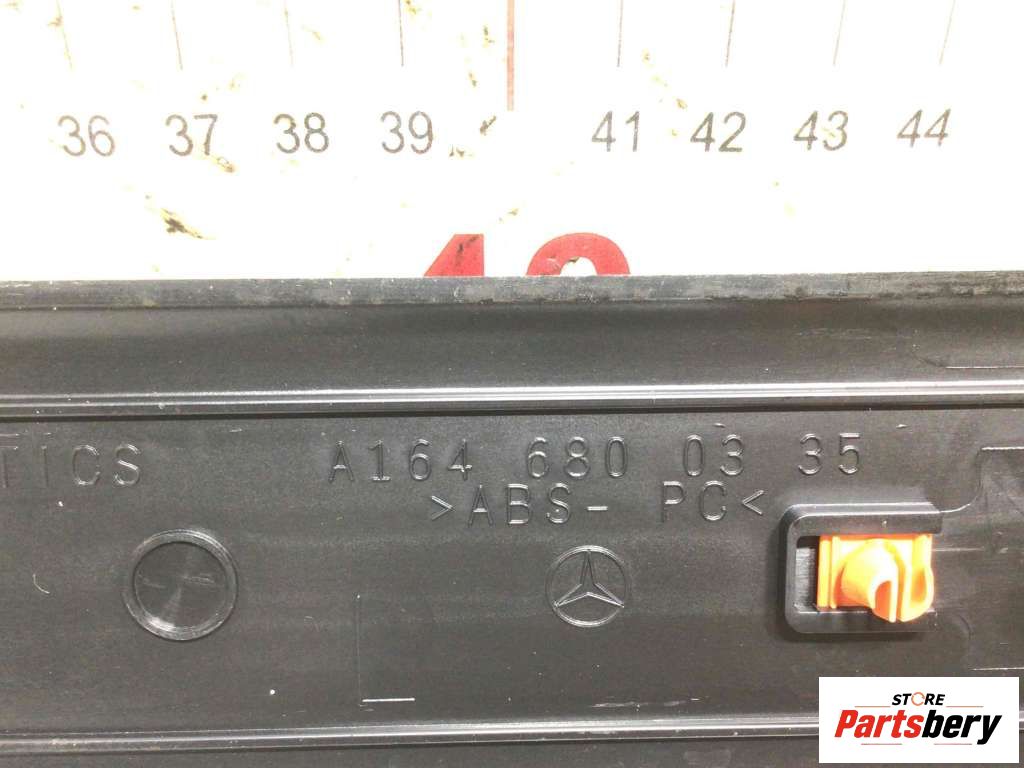 36 37 38 39 41 42 43 44
TICS A164 680 03 35
>ABS- PC<
STORE
Partsbery